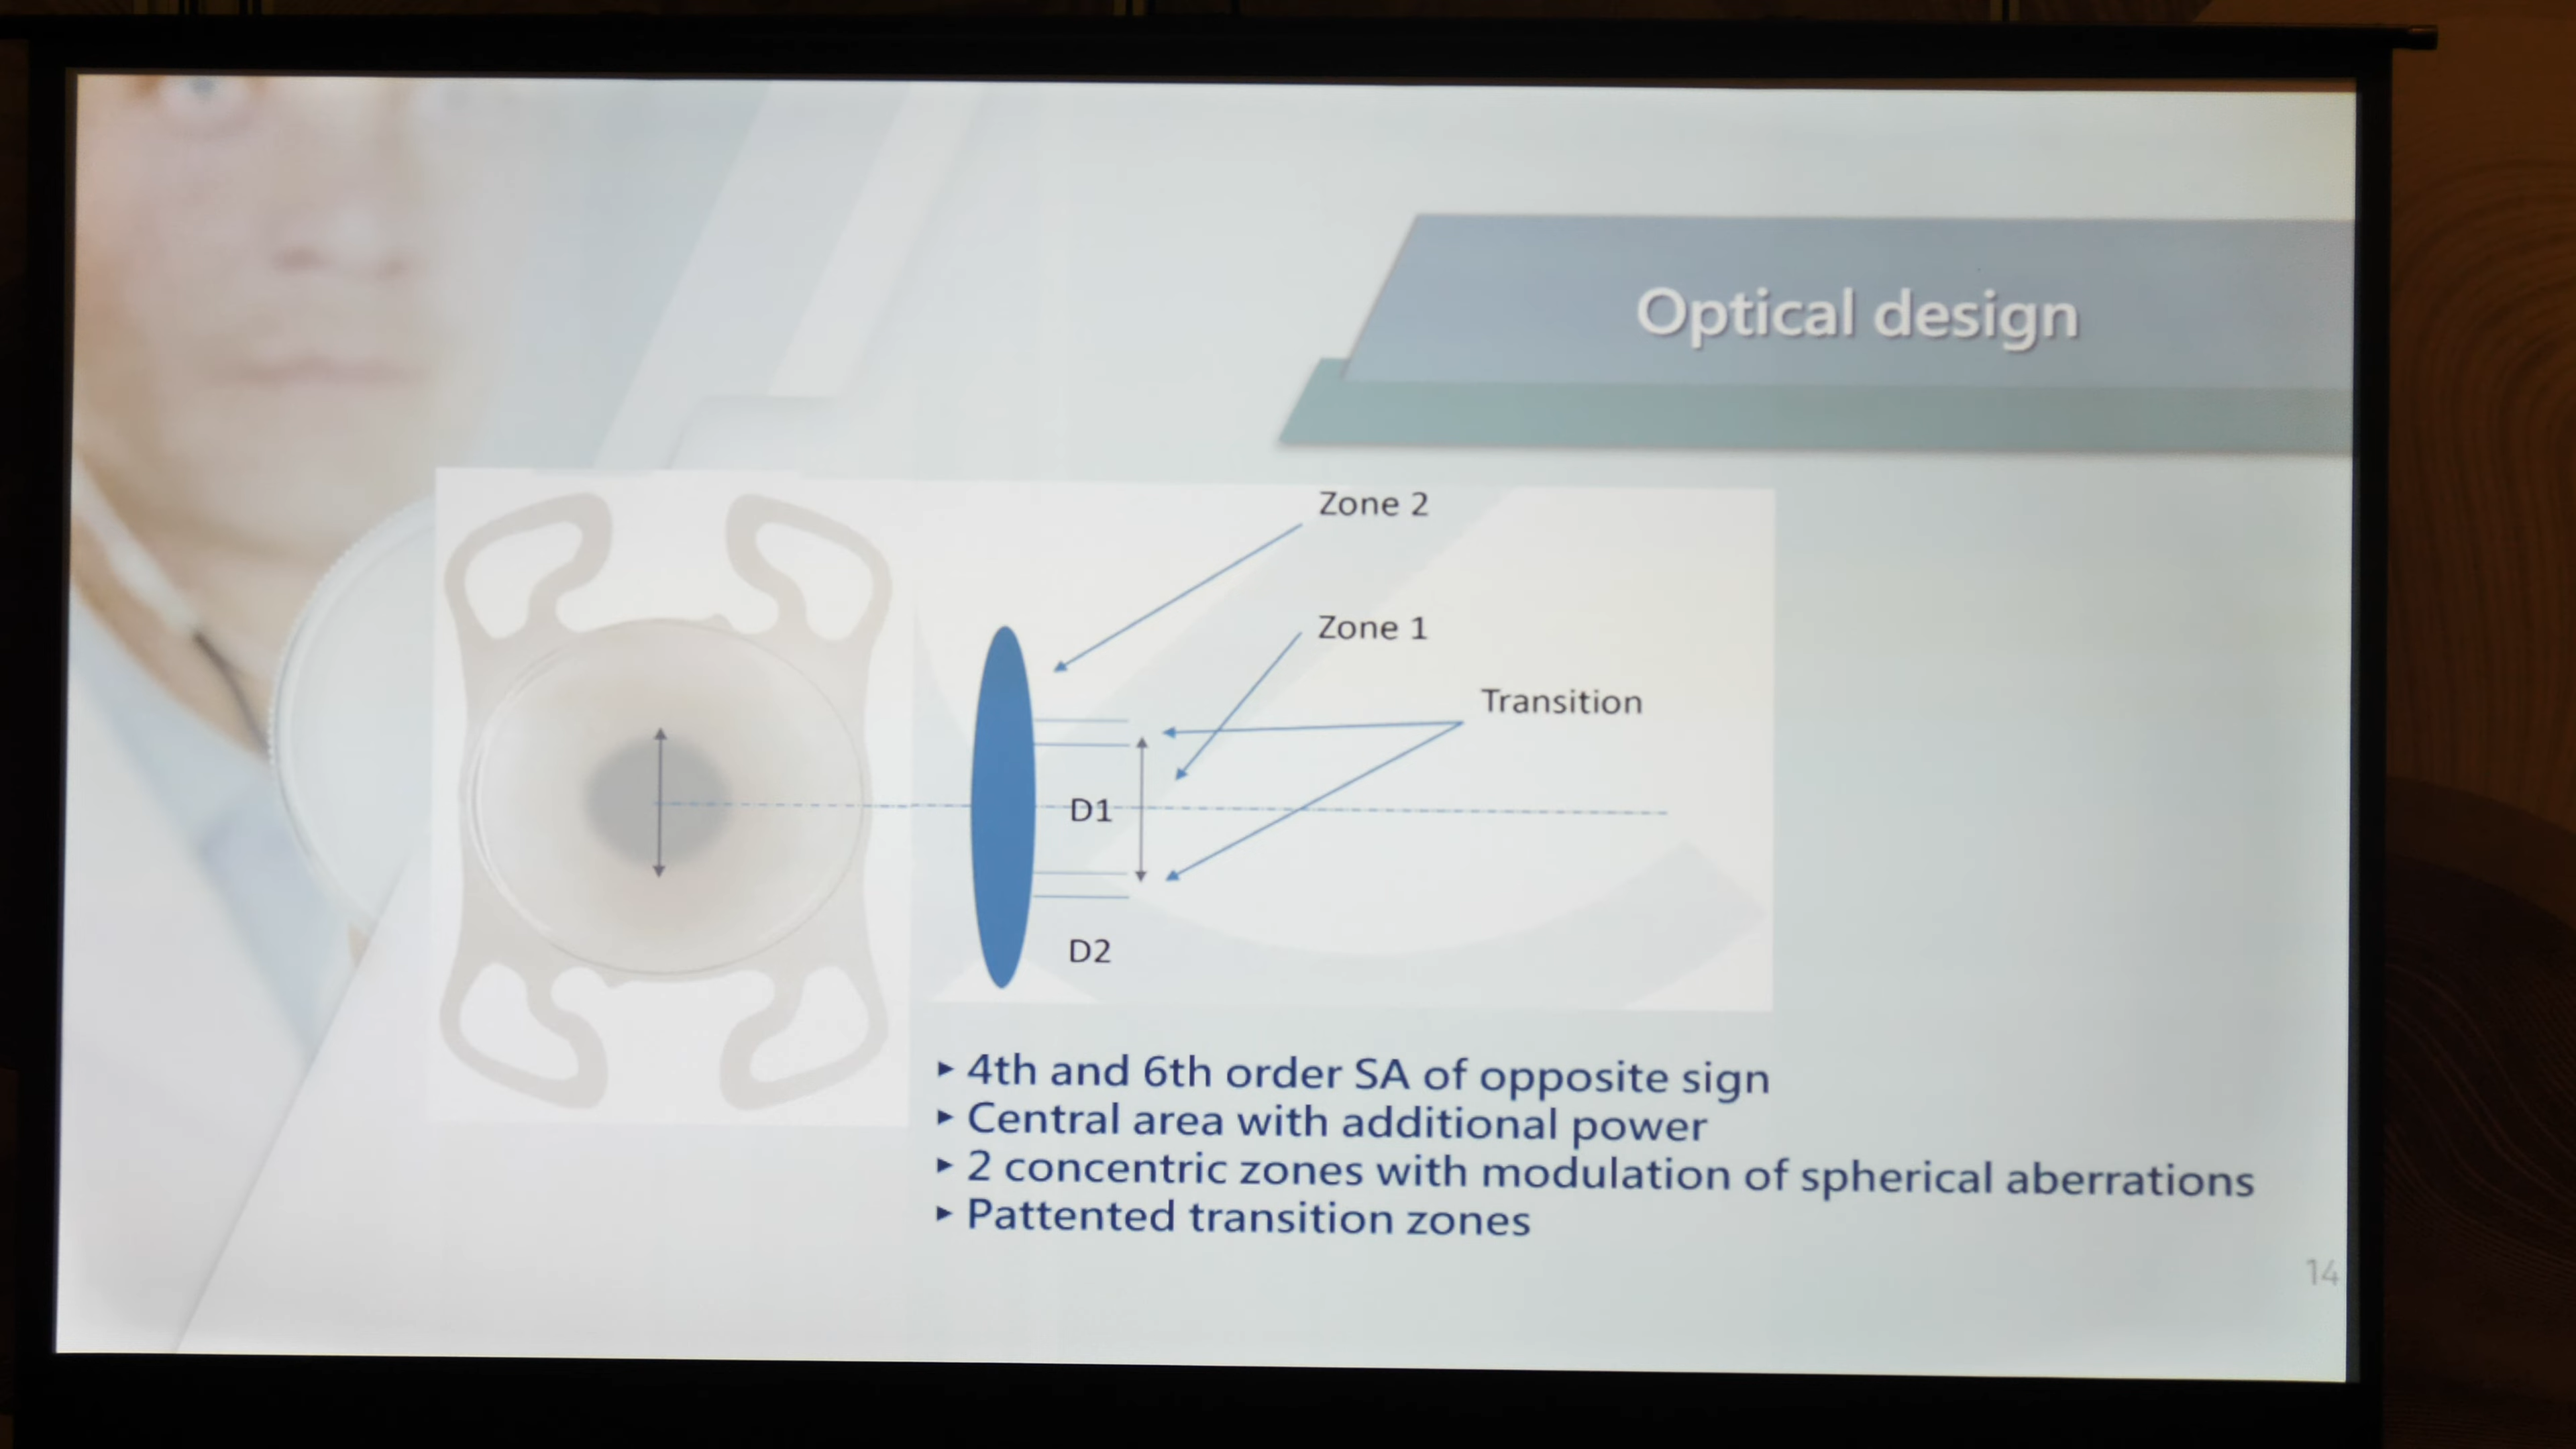 Optical design
Zone 2
Zone 1
Transition
D1
D2
▸ 4th and 6th order SA of opposite sign
▸ Central area with additional power
▸ 2 concentric zones with modulation of spherical aberrations
▸ Pattented transition zones
14